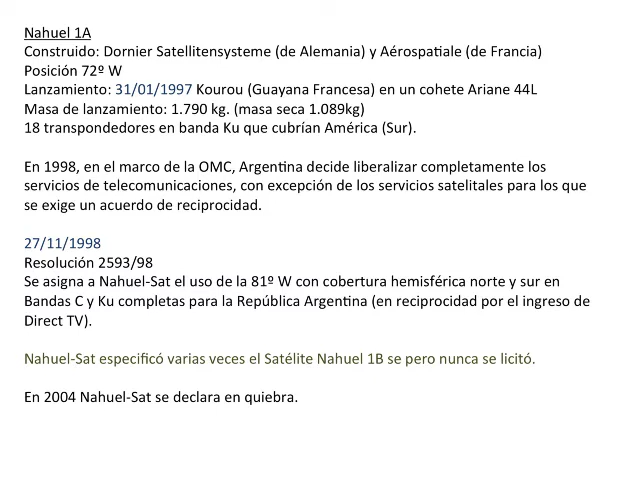 Nahuel 1A
Construido: Dornier Satellitensysteme (de Alemania) y Aérospatiale (de Francia)
Posición 72º W
Lanzamiento: 31/01/1997 Kourou (Guayana Francesa) en un cohete Ariane 44L
Masa de lanzamiento: 1.790 kg. (masa seca 1.089kg)
18 transpondedores en banda Ku que cubrían América (Sur).
En 1998, en el marco de la OMC, Argentina decide liberalizar completamente los
servicios de telecomunicaciones, con excepción de los servicios satelitales para los que
se exige un acuerdo de reciprocidad.
27/11/1998
Resolución 2593/98
Se asigna a Nahuel-Sat el uso de la 81º W con cobertura hemisférica norte y sur en
Bandas C y Ku completas para la República Argentina (en reciprocidad por el ingreso de
Direct TV).
Nahuel-Sat especificó varias veces el Satélite Nahuel 1B se pero nunca se licitó.
En 2004 Nahuel-Sat se declara en quiebra.